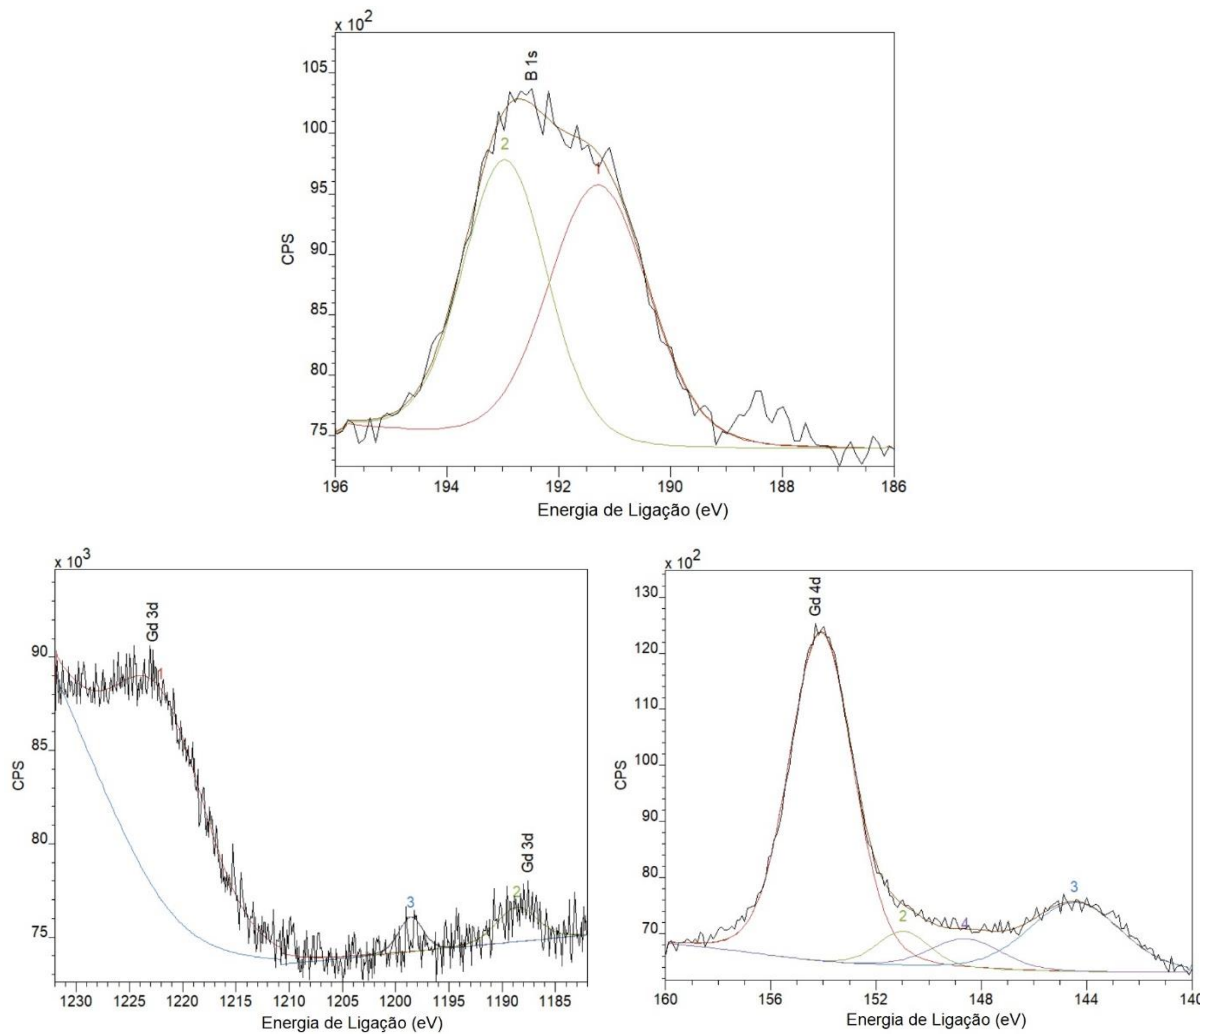 x 10²
B 1s
105
100
95
90
85
80
75
CPS
2
196 194 192 190 188 186
Energia de Ligação (eV)
x 10³
Gd 3d
90
85
80
75
CPS
1
3
2
Gd 3d
1230 1225 1220 1215 1210 1205 1200 1195 1190 1185
Energia de Ligação (eV)
x 10²
Gd 4d
130
120
110
100
90
80
70
CPS
2
4
3
160 156 152 148 144 140
Energia de Ligação (eV)